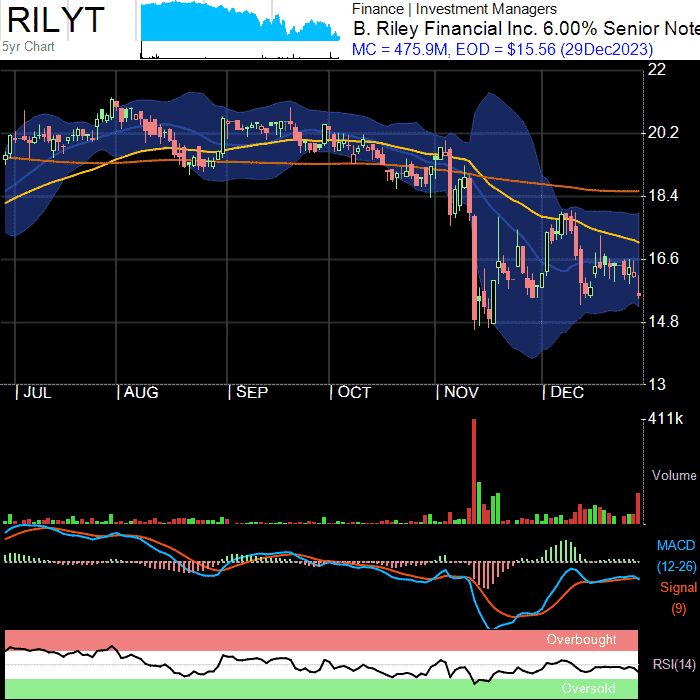 RILYT
5yr Chart
Finance | Investment Managers
B. Riley Financial Inc. 6.00% Senior Note
MC = 475.9M, EOD = $15.56 (29Dec2023)
22
20.2
18.4
16.6
14.8
13
JUL AUG SEP OCT NOV DEC
411k
Volume
MACD
(12-26)
Signal
(9)
Overbought
RSI(14)
Oversold